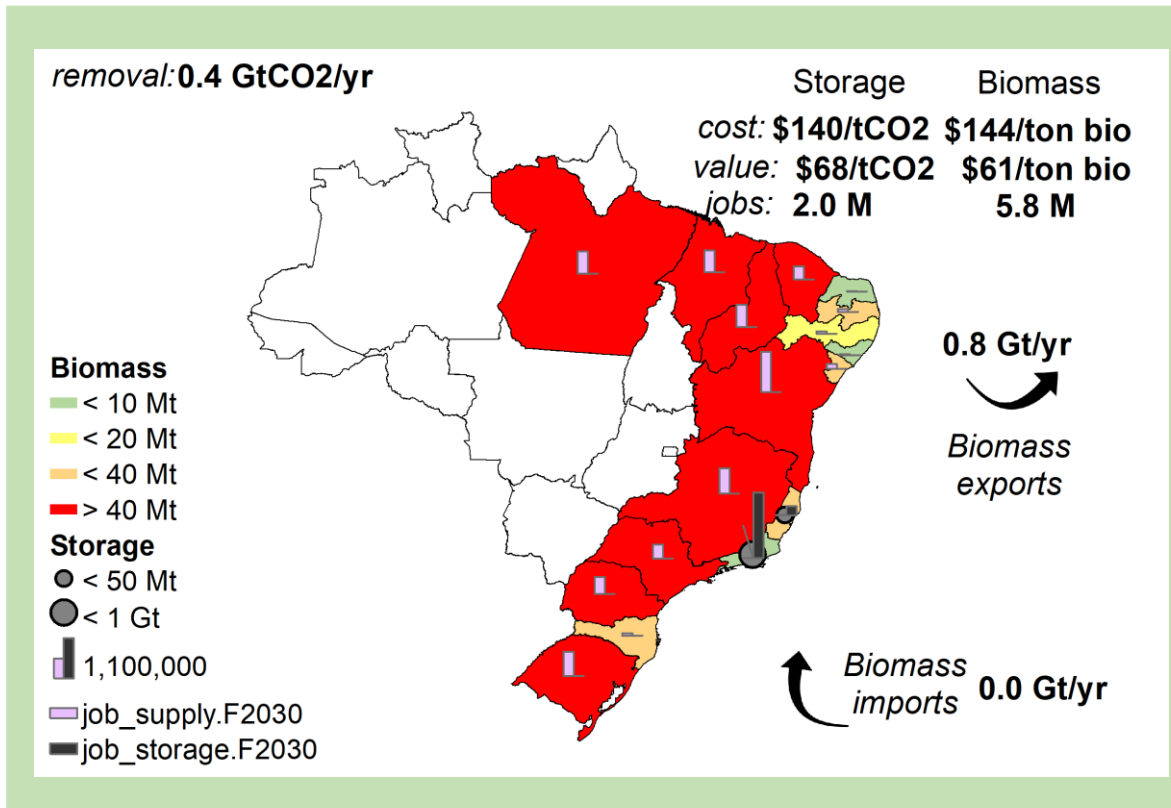 removal: 0.4 GtCO2/yr
Storage Biomass
cost: $140/tCO2 $144/ton bio
value: $68/tCO2 $61/ton bio
jobs: 2.0 M 5.8 M
0.8 Gt/yr
Biomass
exports
Biomass
< 10 Mt
< 20 Mt
< 40 Mt
> 40 Mt
Storage
< 50 Mt
< 1 Gt
1,100,000
job_supply.F2030
job_storage.F2030
Biomass
imports 0.0 Gt/yr